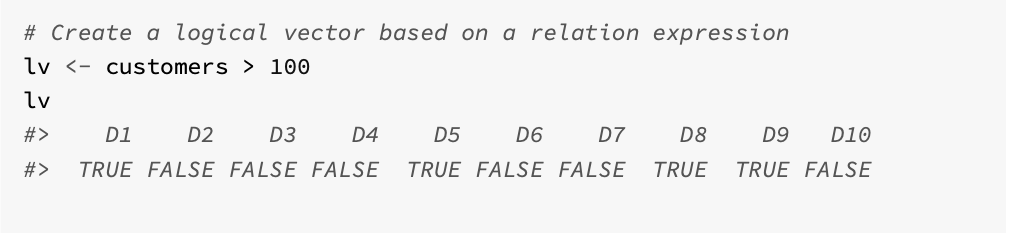 # Create a logical vector based on a relation expression
lv <- customers > 100
lv
#>    D1    D2    D3    D4    D5    D6    D7    D8    D9   D10
#>  TRUE FALSE FALSE FALSE  TRUE FALSE FALSE  TRUE  TRUE FALSE